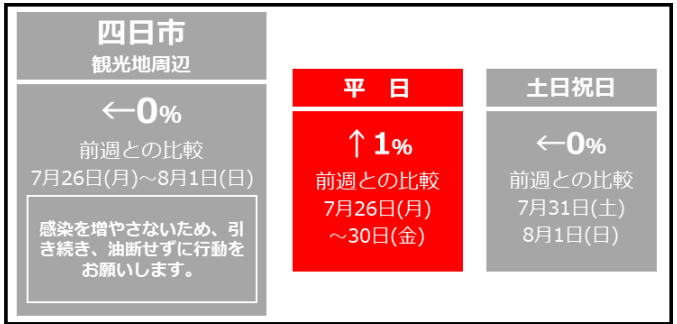 四日市
観光地周辺
←0%
前週との比較
7月26日(月)～8月1日(日)
感染を増やさないため、引
き続き、油断せずに行動を
お願いします。
平 日
↑1%
前週との比較
7月26日(月)
～30日(金)
土日祝日
←0%
前週との比較
7月31日(土)
8月1日(日)